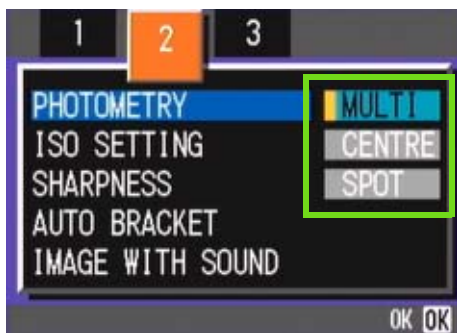 1 2 3
PHOTOMETRY MULTI
ISO SETTING CENTRE
SHARPNESS SPOT
AUTO BRACKET
IMAGE WITH SOUND
OK OK